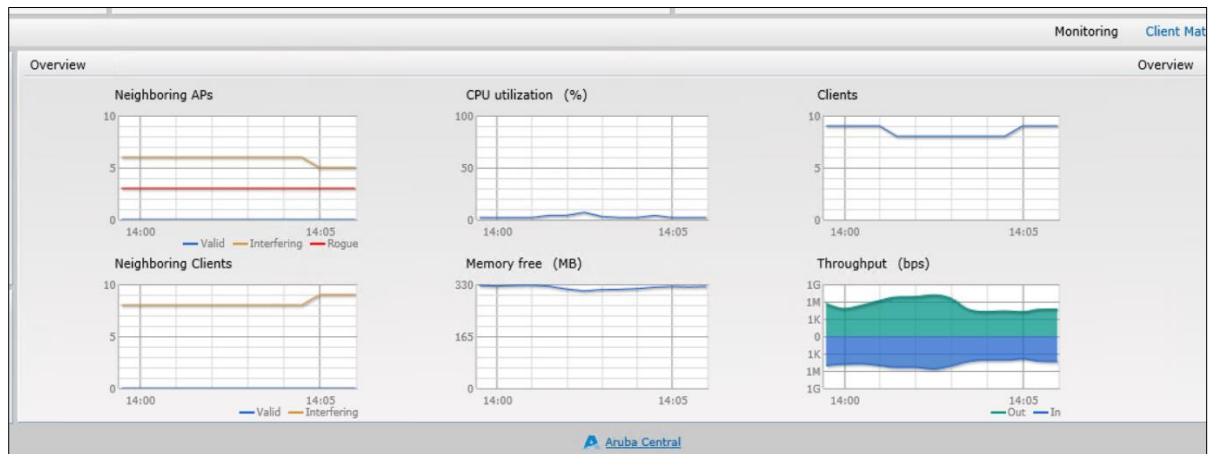 Monitoring Client Mat
Overview Overview
Neighboring APs
10
5
0
14:00 14:05
Valid Interfering Rogue
CPU utilization (%)
100
50
0
14:00 14:05
Clients
10
5
0
14:00 14:05
Neighboring Clients
10
5
0
14:00 14:05
Valid Interfering
Memory free (MB)
330
165
0
14:00 14:05
Throughput (bps)
1G
1M
1K
0
1K
1M
1G
14:00 14:05
Out In
Aruba Central